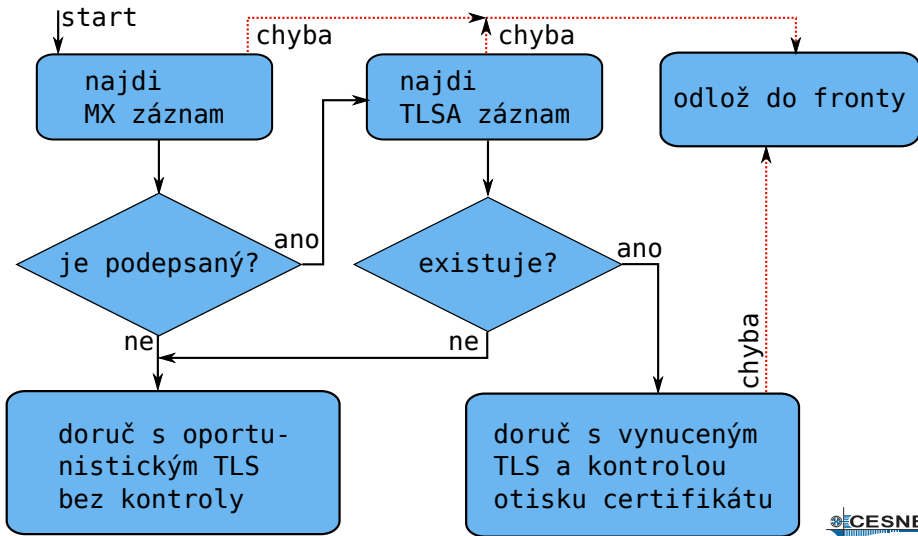 start
chyba
chyba
najdi
MX záznam
najdi
TLSA záznam
odlož do fronty
je podepsaný?
ano
existuje?
ano
ne
ne
chyba
doruč s oportu-
nistickým TLS
bez kontroly
doruč s vynuceným
TLS a kontrolou
otisku certifikátu
CESNE